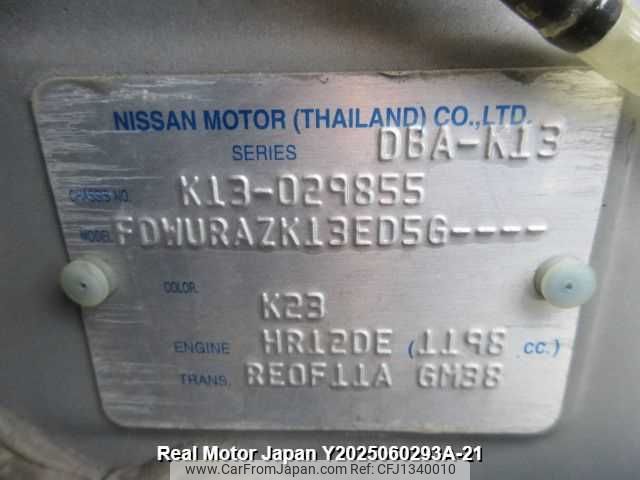 NISSAN MOTOR (THAILAND) CO.,LTD.
SERIES DBA-K13
CHASSIS NO. K13-029855
MODEL FDWURAZK13ED5G----
COLOR K23
ENGINE HR12DE (1198 CC.)
TRANS. RE0F11A GM38
Real Motor Japan Y2025060293A-21
www.CarFromJapan.com - CFJ1340010